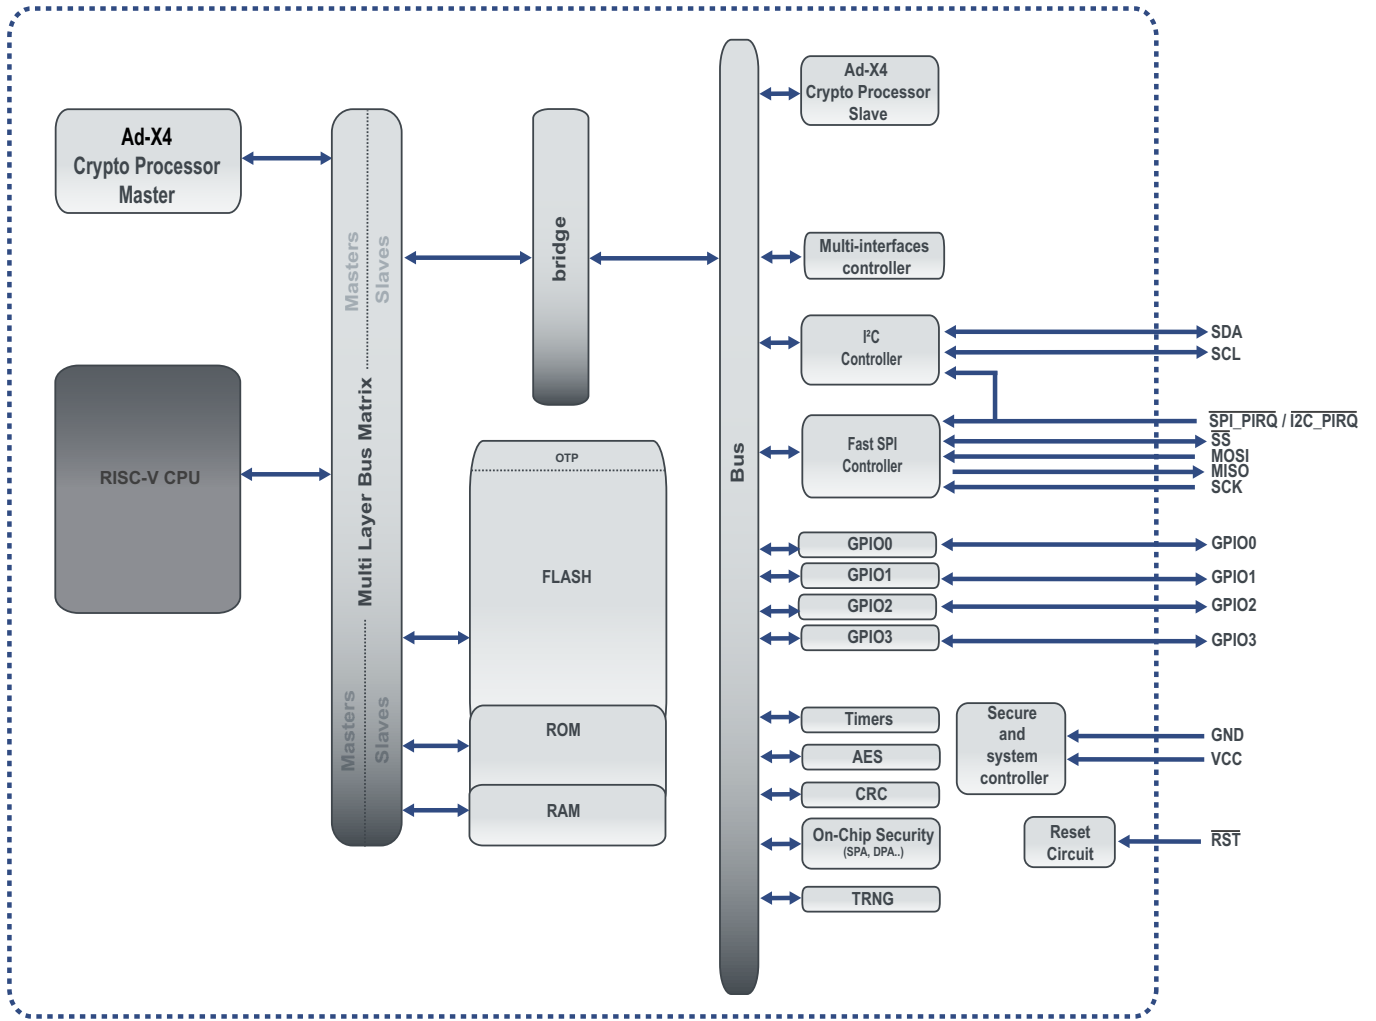 Ad-X4
Crypto Processor
Master
RISC-V CPU
Masters
Slaves
Multi Layer Bus Matrix
Masters
Slaves
bridge
OTP
FLASH
ROM
RAM
Bus
Ad-X4
Crypto Processor
Slave
Multi-interfaces
controller
I²C
Controller
Fast SPI
Controller
GPIO0
GPIO1
GPIO2
GPIO3
Timers
AES
CRC
On-Chip Security
(SPA, DPA..)
TRNG
Secure
and
system
controller
Reset
Circuit
SDA
SCL
SPI_PIRQ / I2C_PIRQ
SS
MOSI
MISO
SCK
GPIO0
GPIO1
GPIO2
GPIO3
GND
VCC
RST